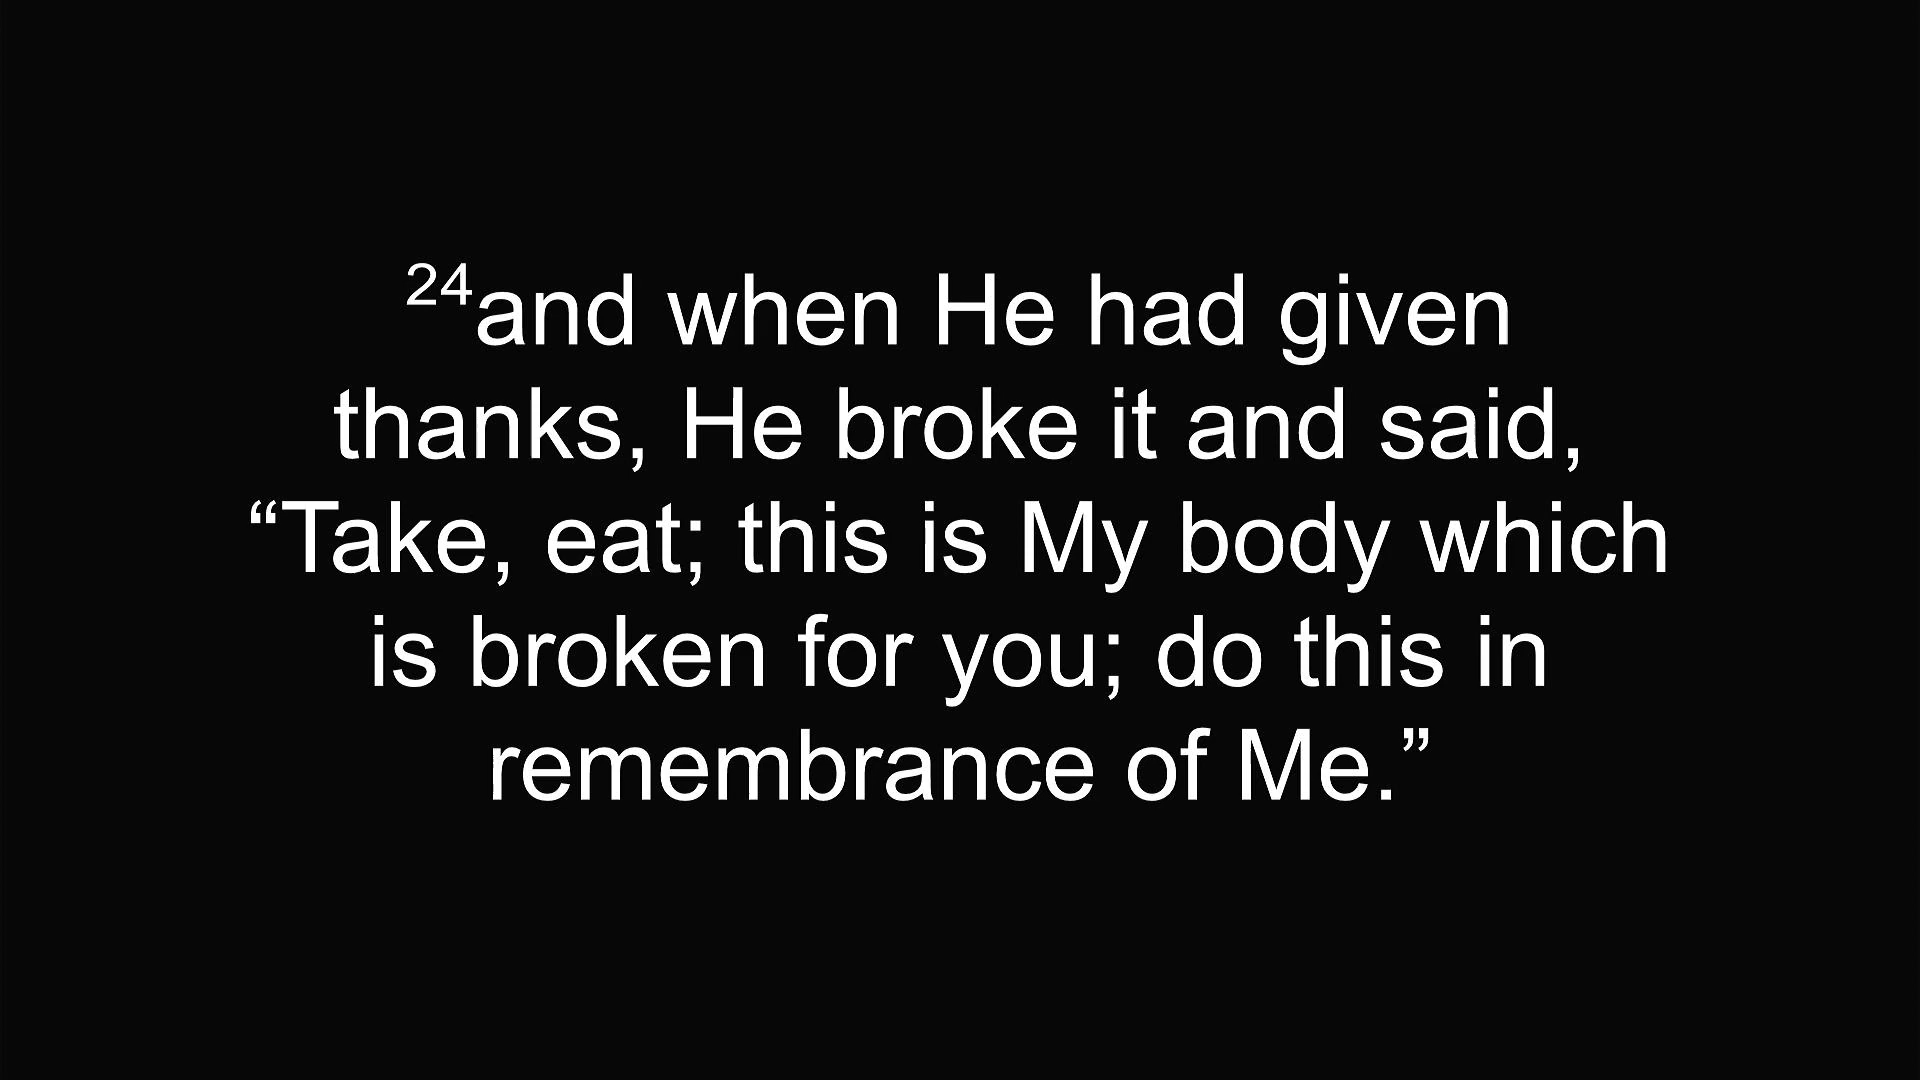 24and when He had given
thanks, He broke it and said,
“Take, eat; this is My body which
is broken for you; do this in
remembrance of Me.”